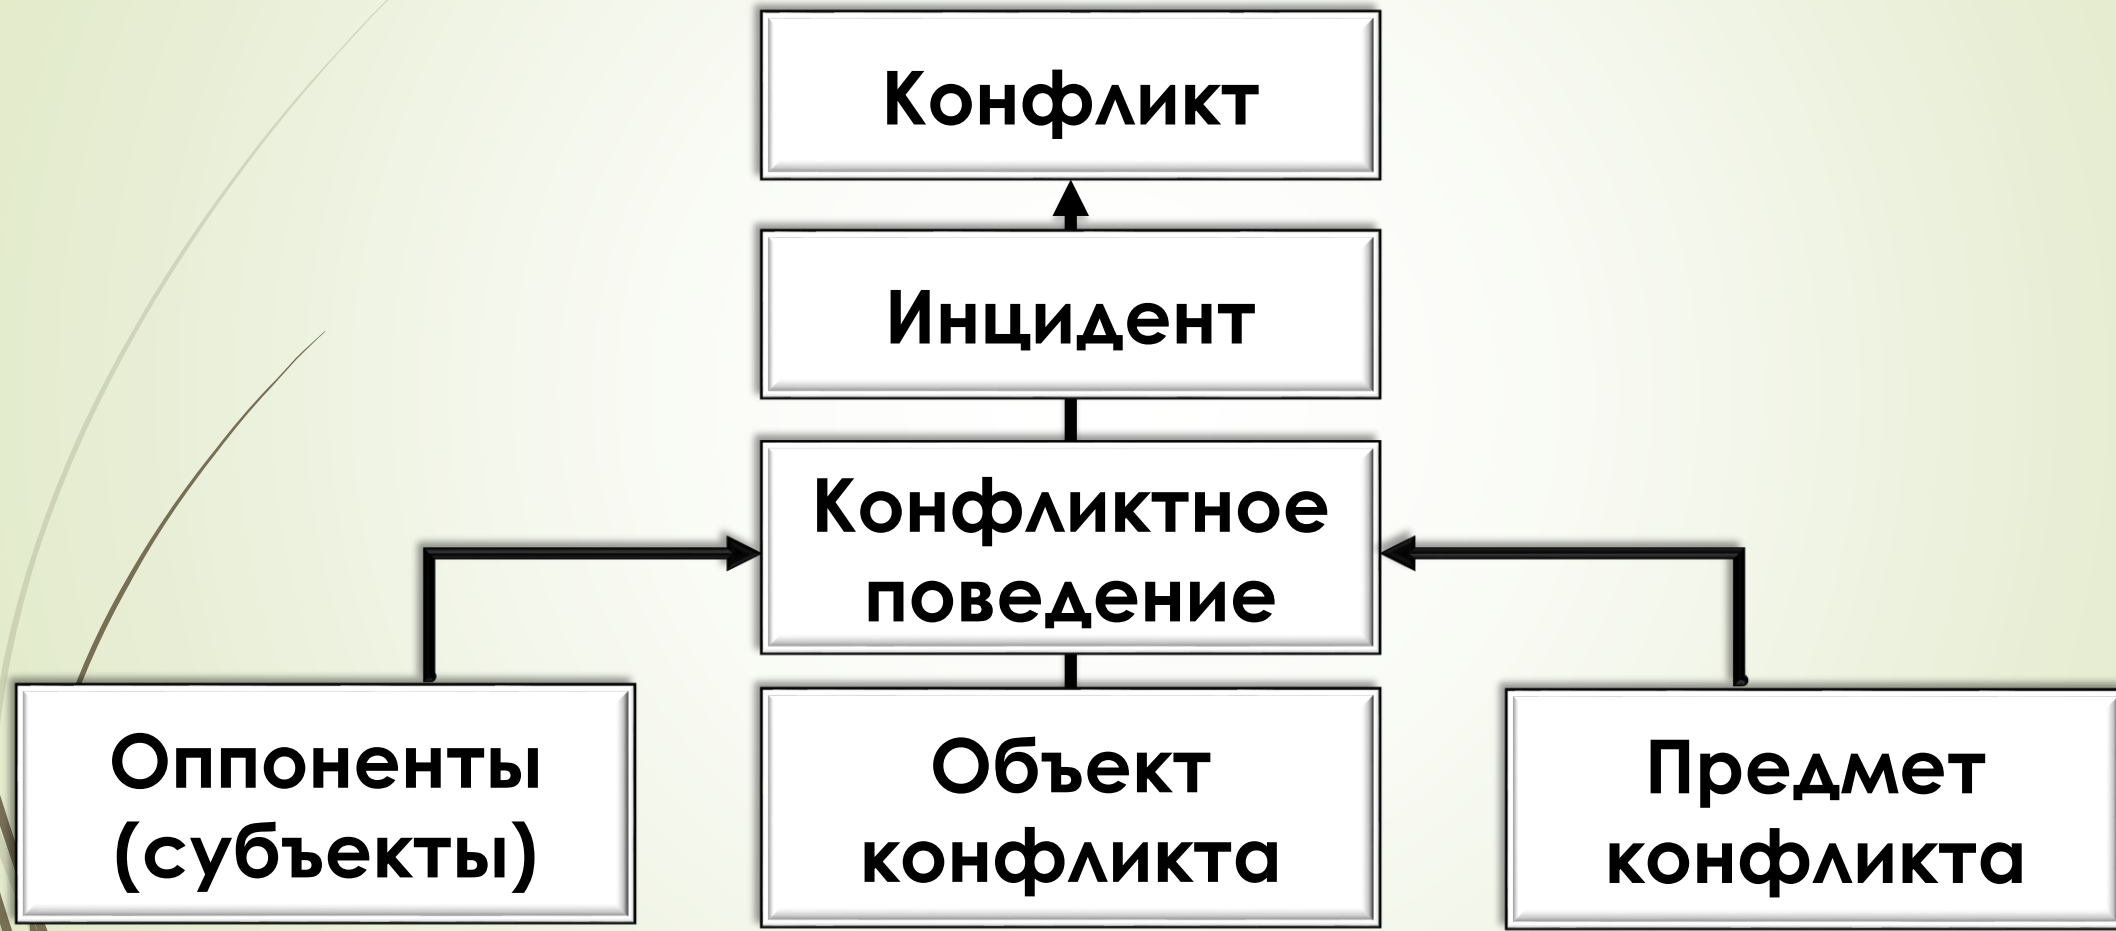 Конфликт
Инцидент
Конфликтное
поведение
Оппоненты
(субъекты)
Объект
конфликта
Предмет
конфликта